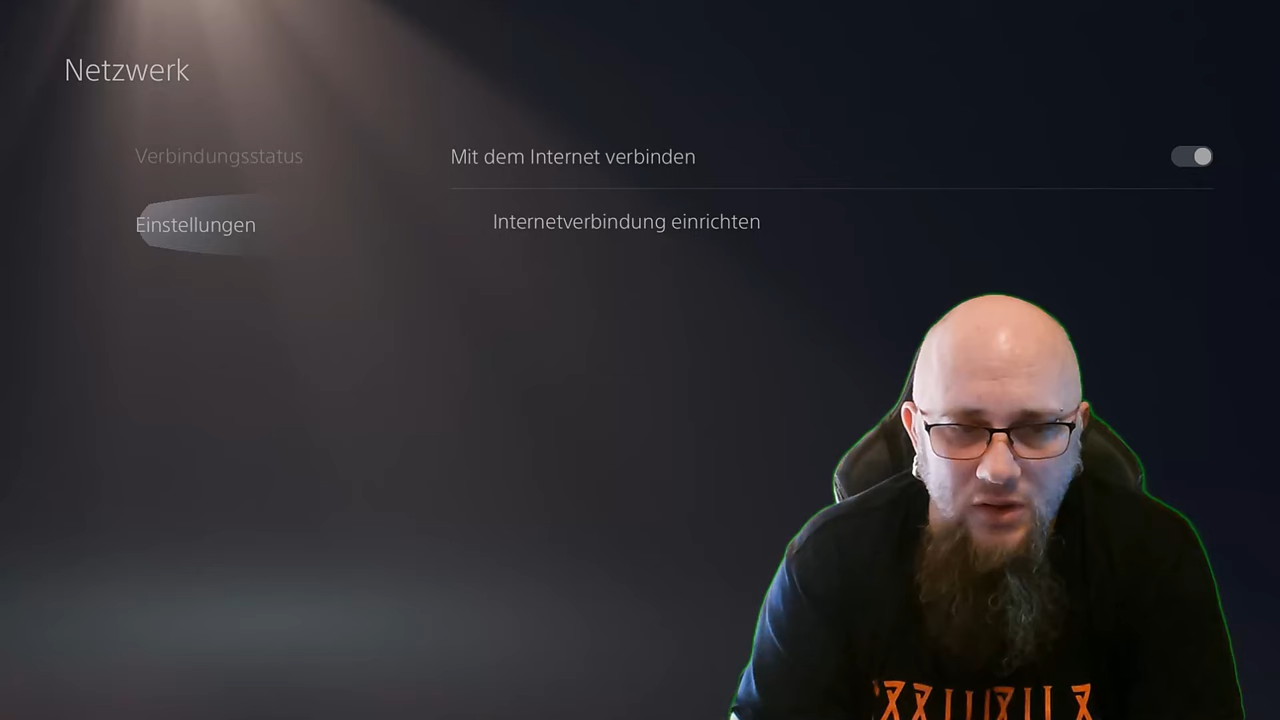 Netzwerk
Verbindungsstatus
Mit dem Internet verbinden
Einstellungen
Internetverbindung einrichten